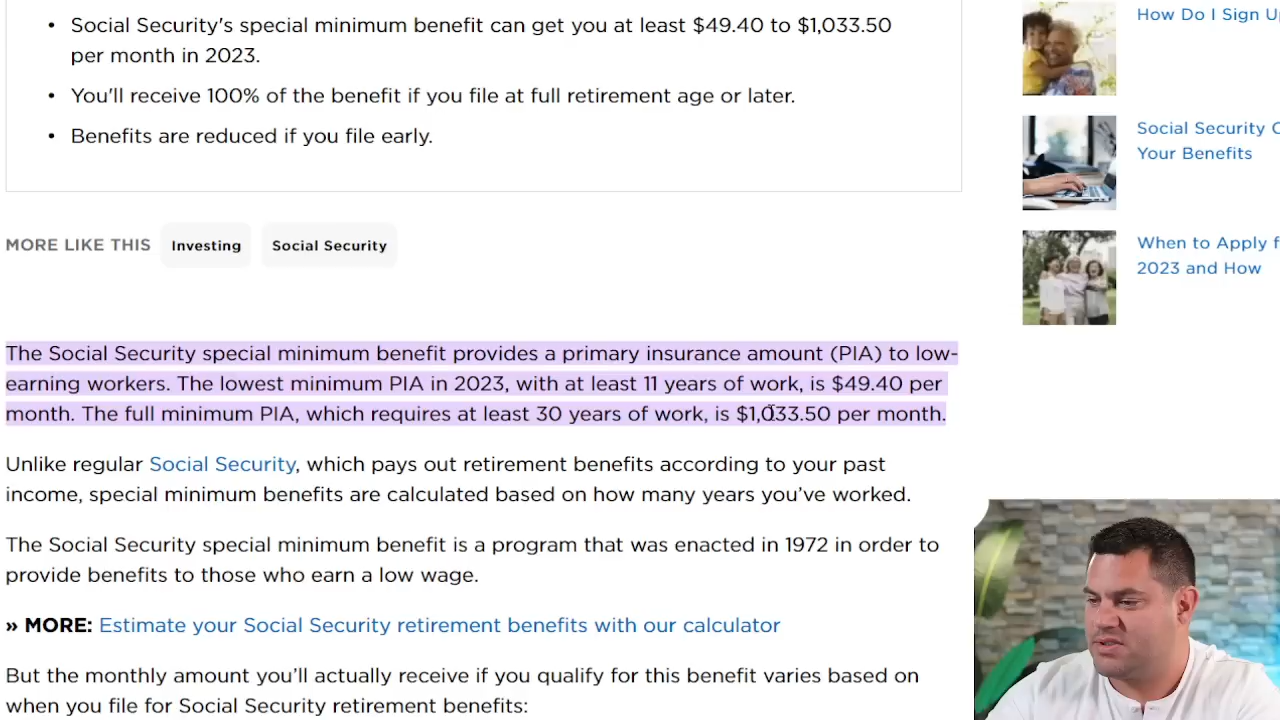 • Social Security's special minimum benefit can get you at least $49.40 to $1,033.50
per month in 2023.
• You'll receive 100% of the benefit if you file at full retirement age or later.
• Benefits are reduced if you file early.
MORE LIKE THIS Investing Social Security
The Social Security special minimum benefit provides a primary insurance amount (PIA) to low-
earning workers. The lowest minimum PIA in 2023, with at least 11 years of work, is $49.40 per
month. The full minimum PIA, which requires at least 30 years of work, is $1,033.50 per month.
Unlike regular Social Security, which pays out retirement benefits according to your past
income, special minimum benefits are calculated based on how many years you’ve worked.
The Social Security special minimum benefit is a program that was enacted in 1972 in order to
provide benefits to those who earn a low wage.
» MORE: Estimate your Social Security retirement benefits with our calculator
But the monthly amount you’ll actually receive if you qualify for this benefit varies based on
when you file for Social Security retirement benefits:
How Do I Sign
Social Security
Your Benefits
When to Apply
2023 and How